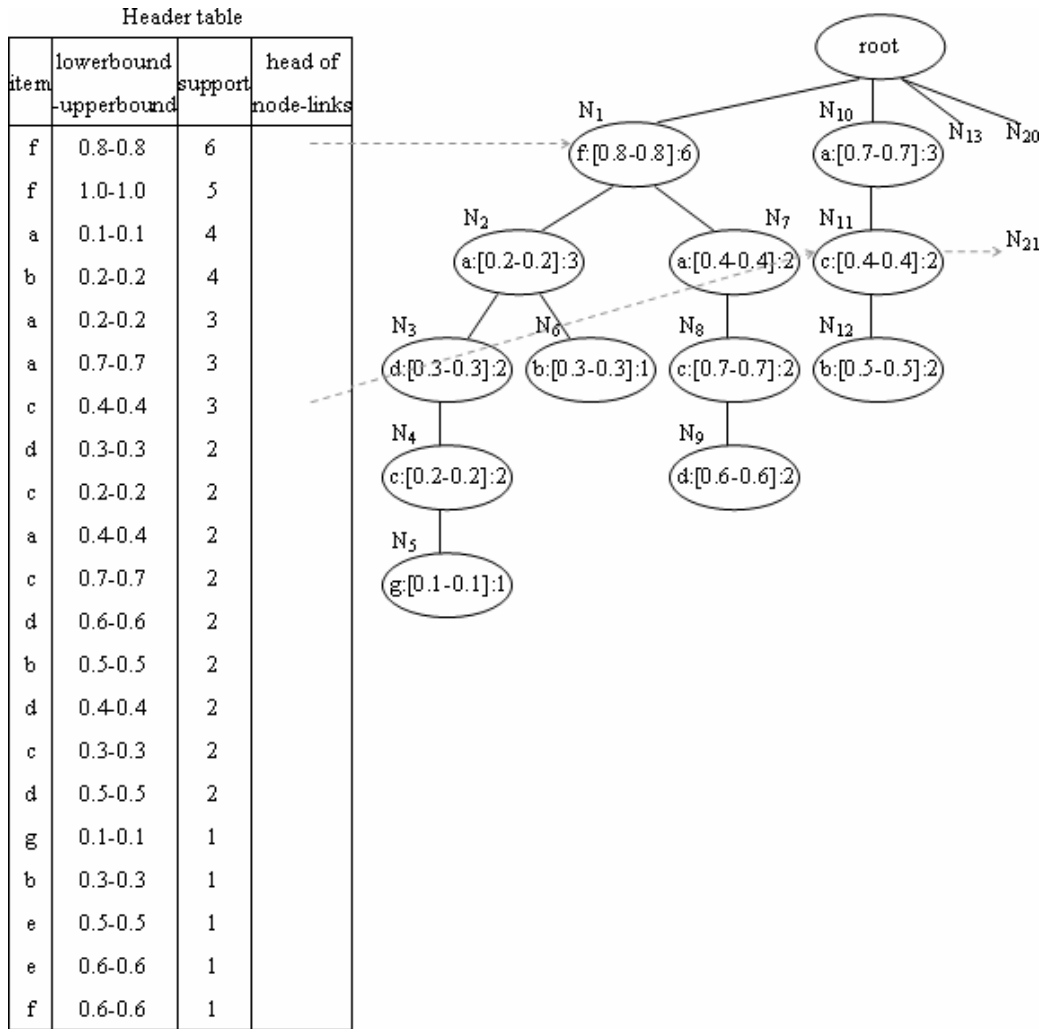 Header table
item lowerbound -upperbound support head of node-links
f 0.8-0.8 6
f 1.0-1.0 5
a 0.1-0.1 4
b 0.2-0.2 4
a 0.2-0.2 3
a 0.7-0.7 3
c 0.4-0.4 3
d 0.3-0.3 2
c 0.2-0.2 2
a 0.4-0.4 2
c 0.7-0.7 2
d 0.6-0.6 2
b 0.5-0.5 2
d 0.4-0.4 2
c 0.3-0.3 2
d 0.5-0.5 2
g 0.1-0.1 1
b 0.3-0.3 1
e 0.5-0.5 1
e 0.6-0.6 1
f 0.6-0.6 1
root
N1 N10 N13 N20
f:[0.8-0.8]:6 a:[0.7-0.7]:3
N2 N7 N11 N21
a:[0.2-0.2]:3 a:[0.4-0.4]:2 c:[0.4-0.4]:2
N3 N6 N8 N12
d:[0.3-0.3]:2 b:[0.3-0.3]:1 c:[0.7-0.7]:2 b:[0.5-0.5]:2
N4 N9
c:[0.2-0.2]:2 d:[0.6-0.6]:2
N5
g:[0.1-0.1]:1